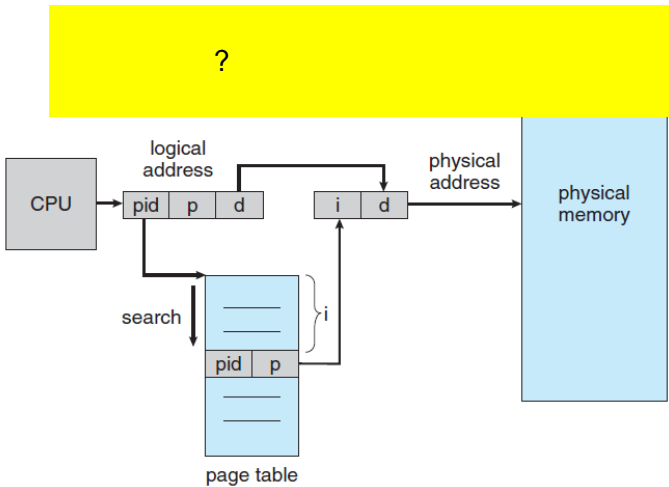 ?
logical
address
physical
address
CPU
pid p d
i d
physical
memory
search
i
pid p
page table